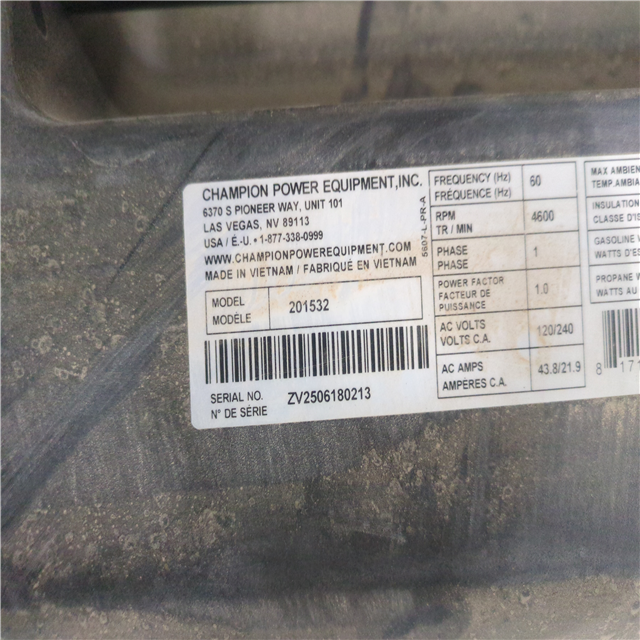 CHAMPION POWER EQUIPMENT, INC.
6370 S PIONEER WAY, UNIT 101
LAS VEGAS, NV 89113
USA / É.-U. • 1-877-338-0999
WWW.CHAMPIONPOWEREQUIPMENT.COM
MADE IN VIETNAM / FABRIQUÉ EN VIETNAM
5607-L-PR-A
MODEL
MODÈLE
201532
SERIAL NO.
N° DE SÉRIE
ZV2506180213
FREQUENCY (Hz)
FRÉQUENCE (Hz)
60
RPM
TR / MIN
4600
PHASE
PHASE
1
POWER FACTOR
FACTEUR DE
PUISSANCE
1.0
AC VOLTS
VOLTS C.A.
120/240
AC AMPS
AMPÈRES C.A.
43.8/21.9
MAX AMBIEN
TEMP. AMBI
INSULATION
CLASSE D'IS
GASOLINE
WATTS D'ES
PROPANE W
WATTS AU
8 171